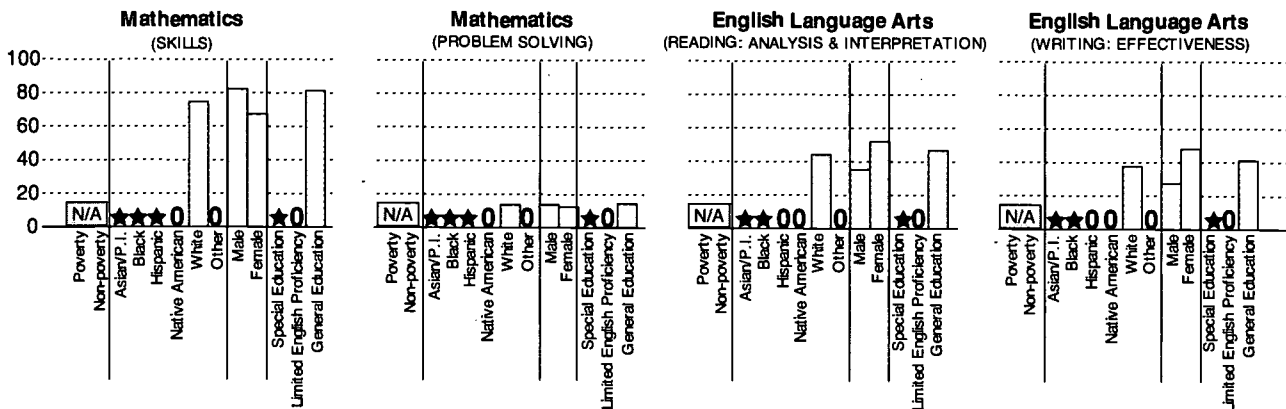 Mathematics
(SKILLS)
Mathematics
(PROBLEM SOLVING)
English Language Arts
(READING: ANALYSIS & INTERPRETATION)
English Language Arts
(WRITING: EFFECTIVENESS)
100
80
60
40
20
0
N/A ★ ★ ★ 0 0 ★ 0
N/A ★ ★ ★ 0 0 ★ 0
N/A ★ ★ 0 0 0 ★ 0
N/A ★ ★ 0 0 0 ★ 0
Poverty
Non-poverty
Asian/P.I.
Black
Hispanic
Native American
White
Other
Male
Female
Special Education
Limited English Proficiency
General Education
Poverty
Non-poverty
Asian/P.I.
Black
Hispanic
Native American
White
Other
Male
Female
Special Education
Limited English Proficiency
General Education
Poverty
Non-poverty
Asian/P.I.
Black
Hispanic
Native American
White
Other
Male
Female
Special Education
Limited English Proficiency
General Education
Poverty
Non-poverty
Asian/P.I.
Black
Hispanic
Native American
White
Other
Male
Female
Special Education
Limited English Proficiency
General Education